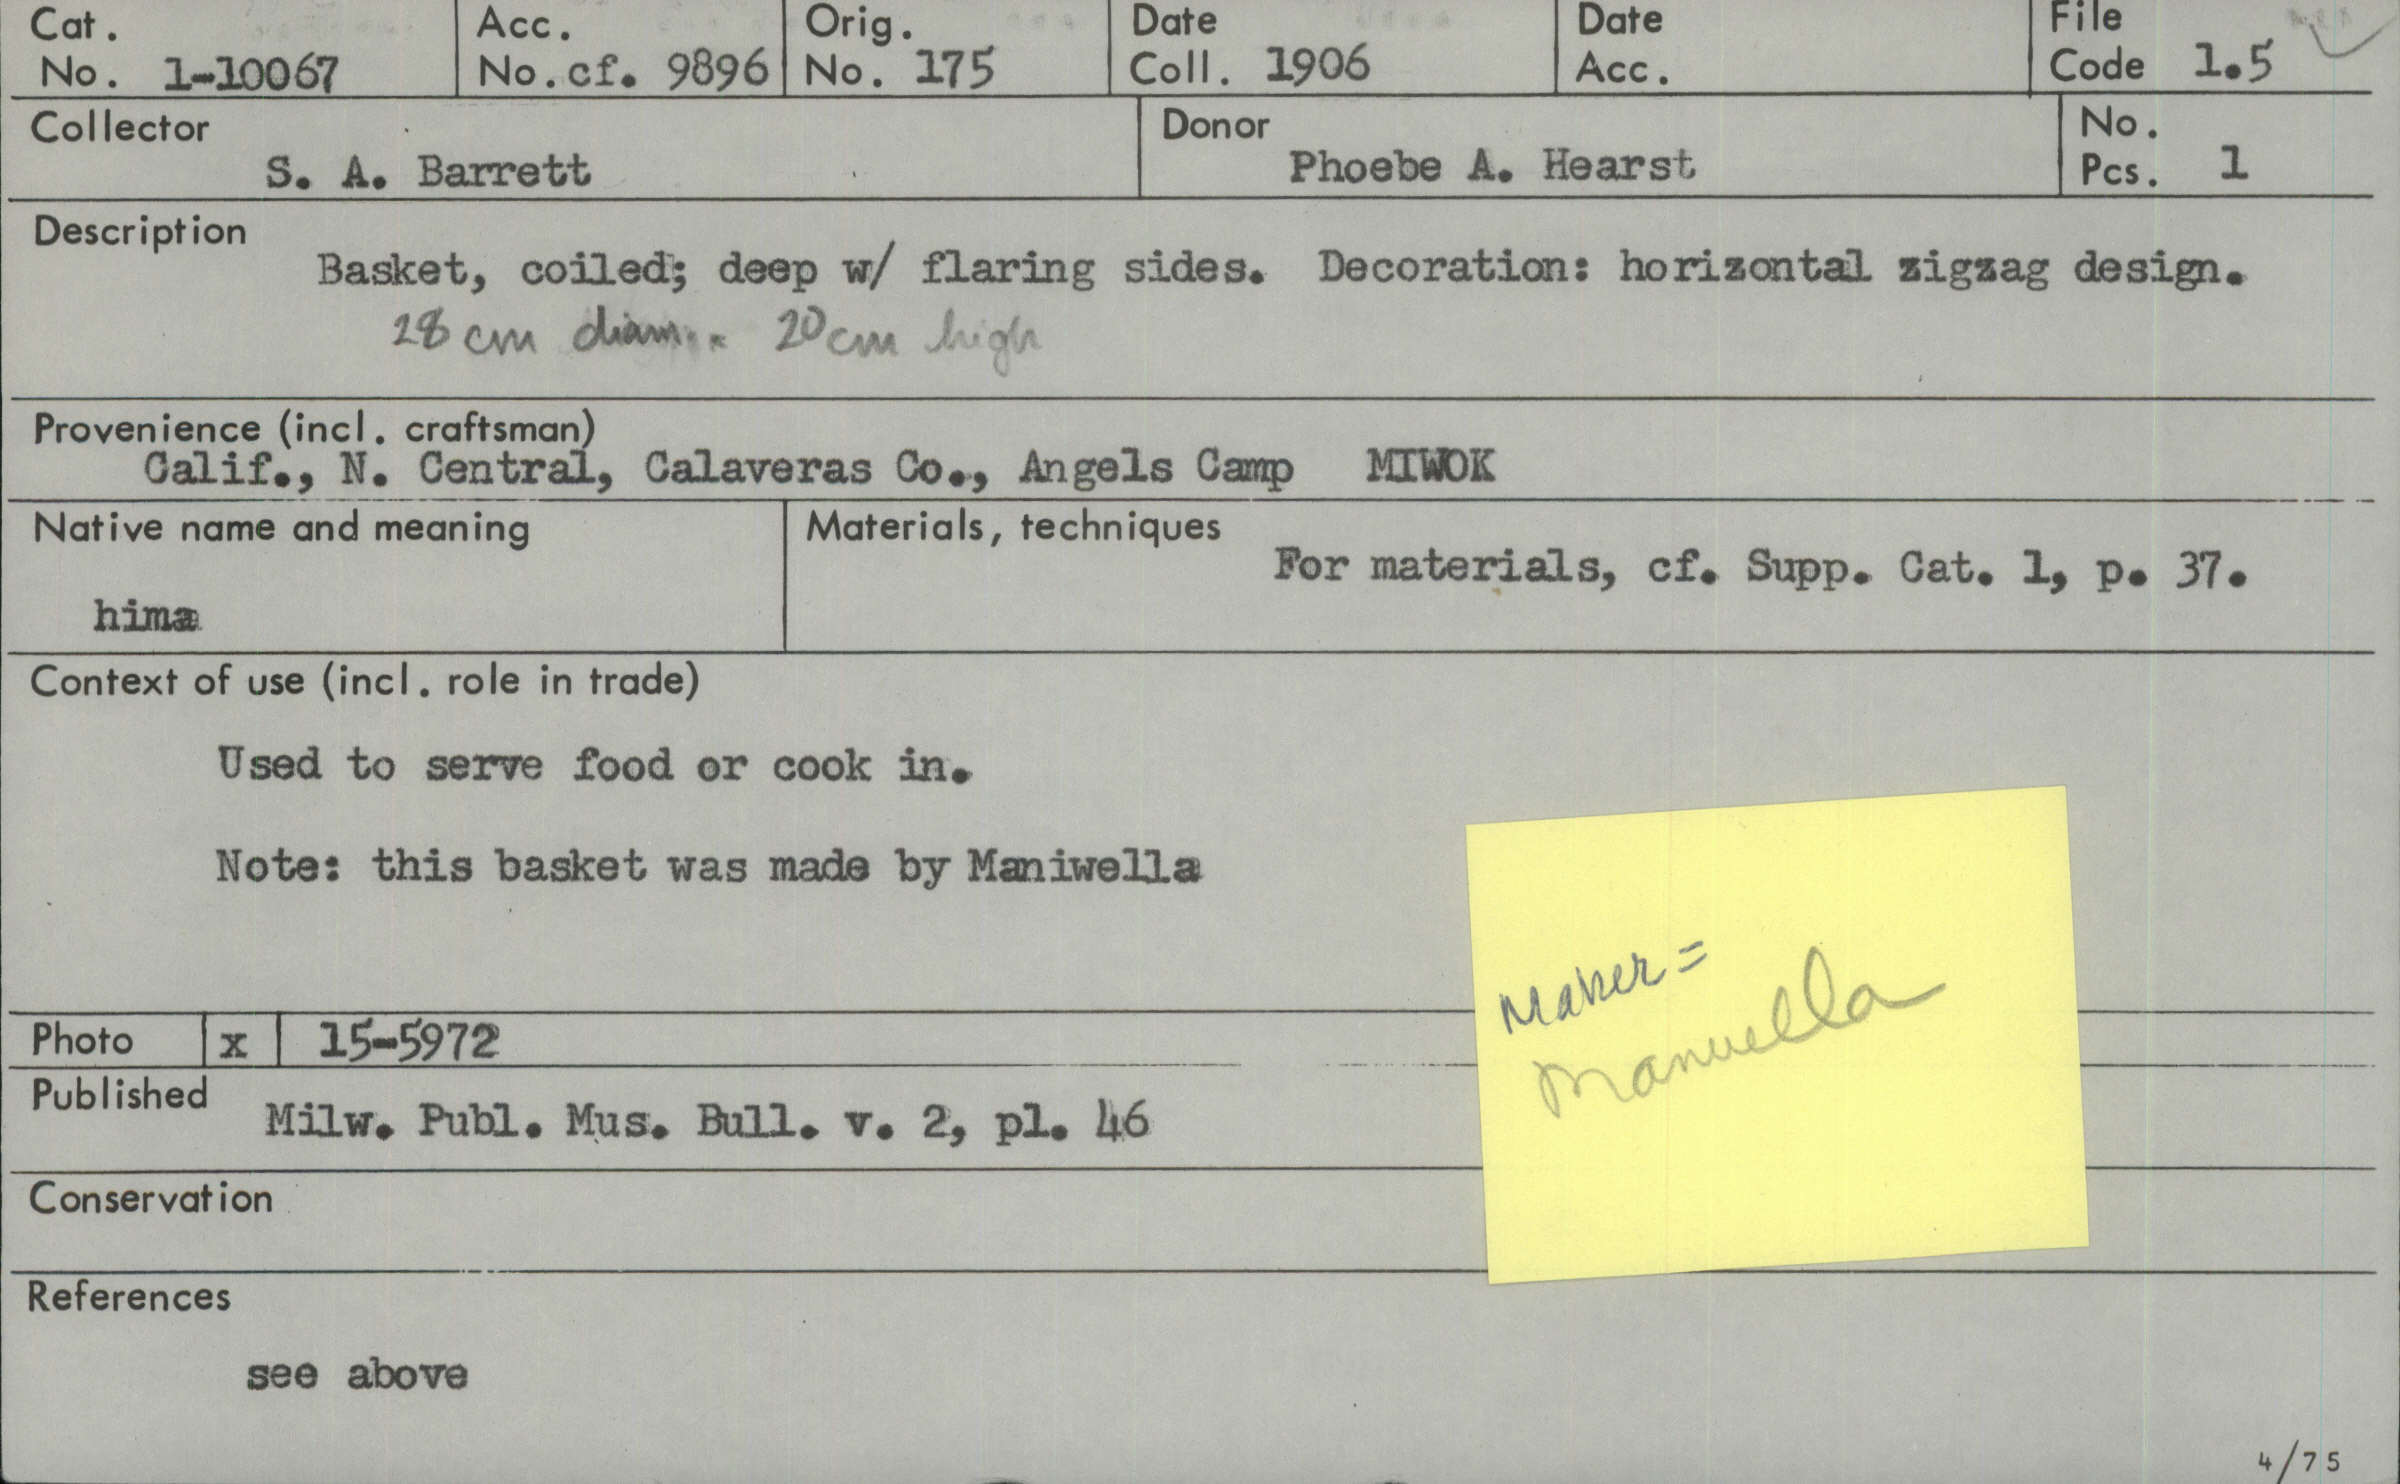 Cat. No. 1-10067
Acc. No. cf. 9896
Orig. No. 175
Date Coll. 1906
Date Acc.
File Code 1.5
Collector
S. A. Barrett
Donor
Phoebe A. Hearst
No. Pcs. 1
Description
Basket, coiled; deep w/ flaring sides. Decoration: horizontal zigzag design.
28 cm diam.. 20 cm high
Provenience (incl. craftsman)
Calif., N. Central, Calaveras Co., Angels Camp MIWOK
Native name and meaning
hima
Materials, techniques
For materials, cf. Supp. Cat. 1, p. 37.
Context of use (incl. role in trade)
Used to serve food or cook in.
Note: this basket was made by Maniwella
Maker =
Manuella
Photo x 15-5972
Published
Milw. Publ. Mus. Bull. v. 2, pl. 46
Conservation
References
see above
4/75